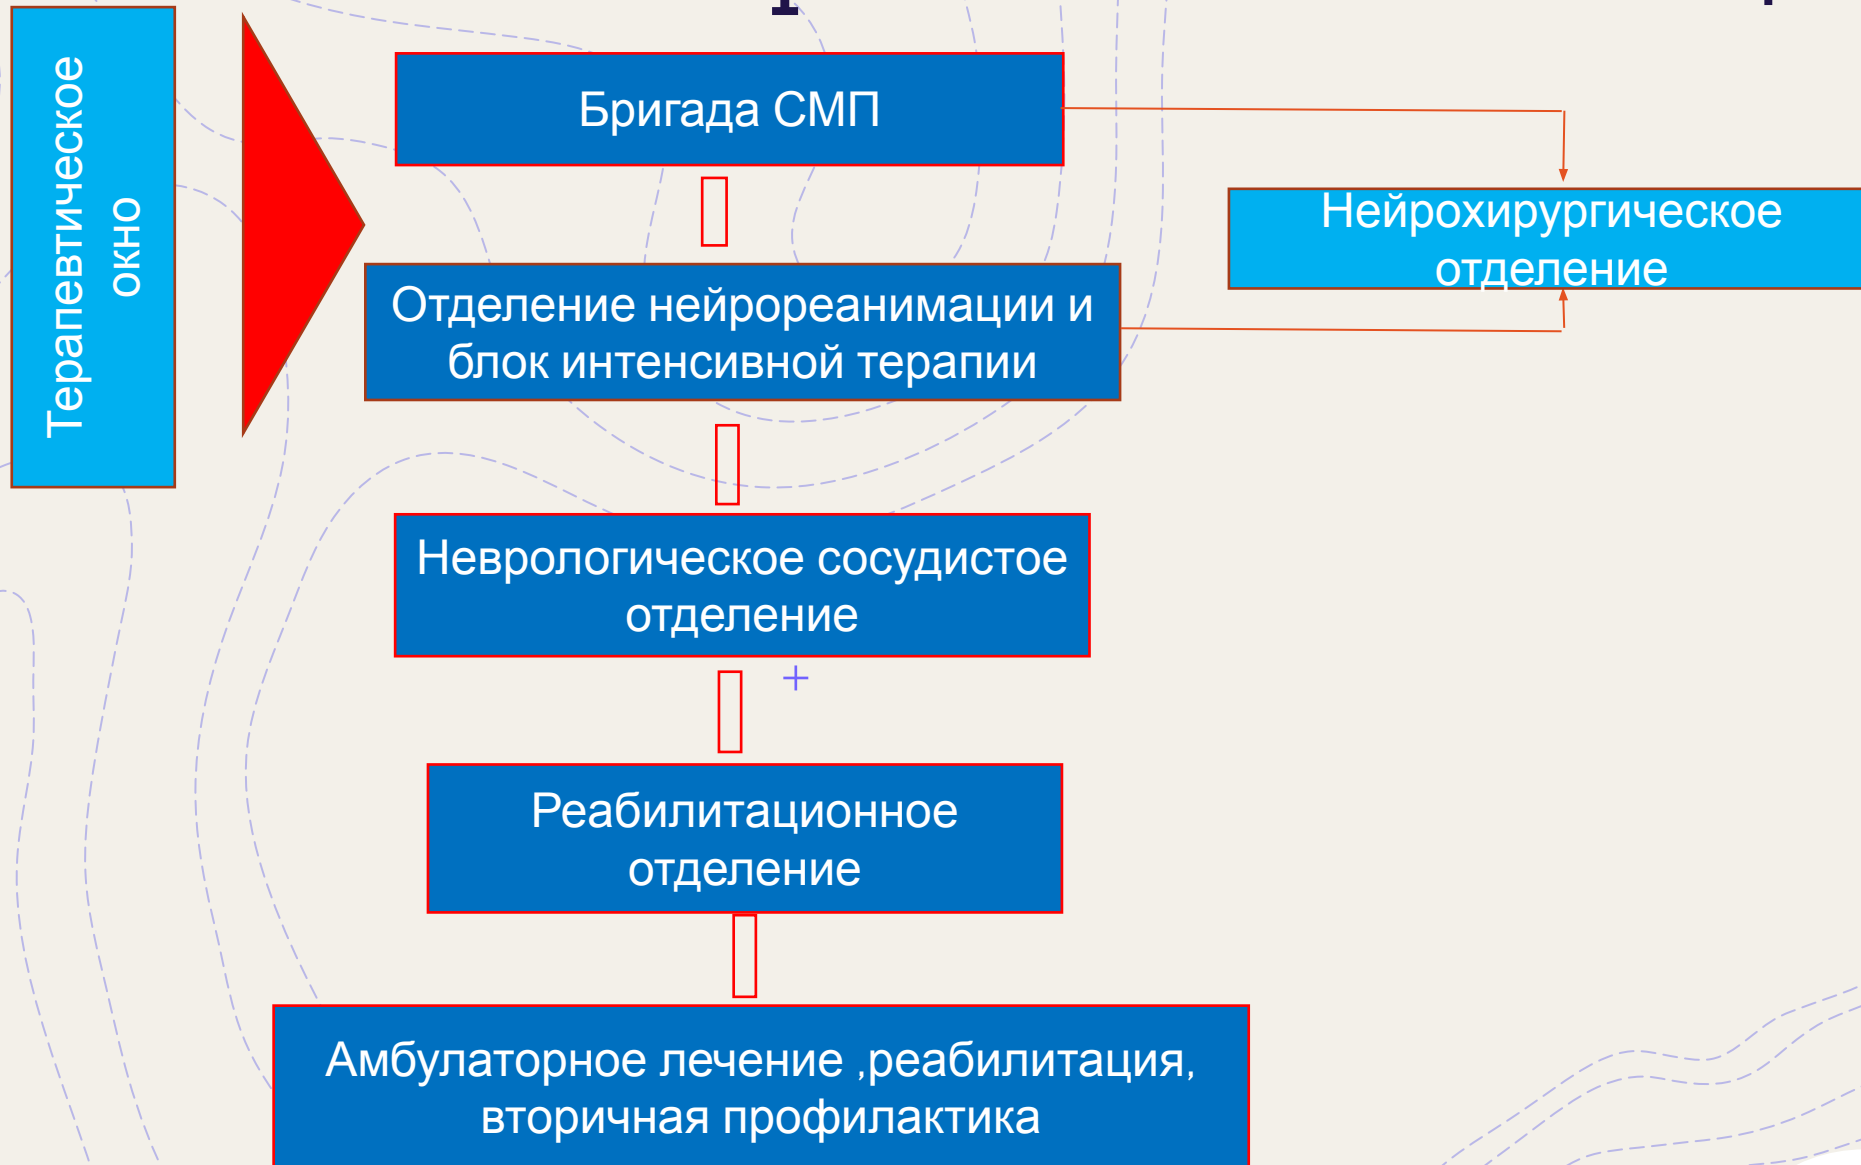 Терапевтическое
окно
Бригада СМП
Нейрохирургическое
отделение
Отделение нейрореанимации и
блок интенсивной терапии
Неврологическое сосудистое
отделение
Реабилитационное
отделение
Амбулаторное лечение ,реабилитация,
вторичная профилактика